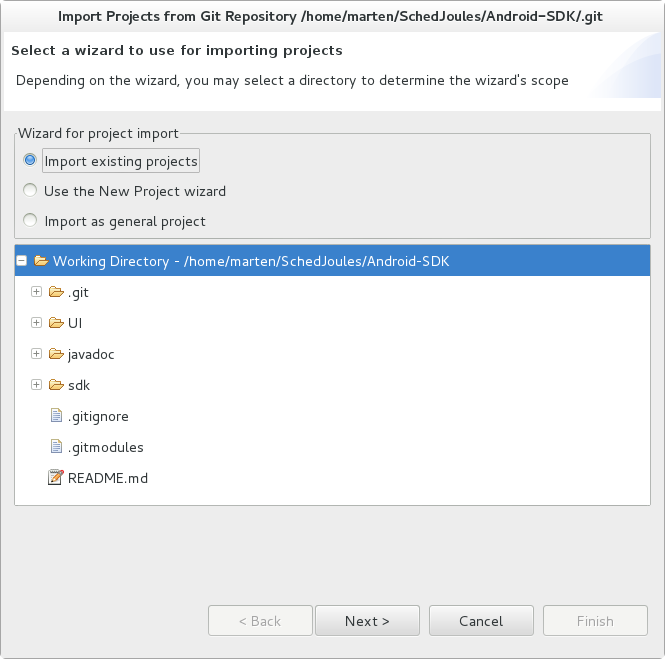 Import Projects from Git Repository /home/marten/SchedJoules/Android-SDK/.git
Select a wizard to use for importing projects
Depending on the wizard, you may select a directory to determine the wizard's scope
Wizard for project import
Import existing projects
Use the New Project wizard
Import as general project
Working Directory - /home/marten/SchedJoules/Android-SDK
.git
UI
javadoc
sdk
.gitignore
.gitmodules
README.md
< Back Next > Cancel Finish